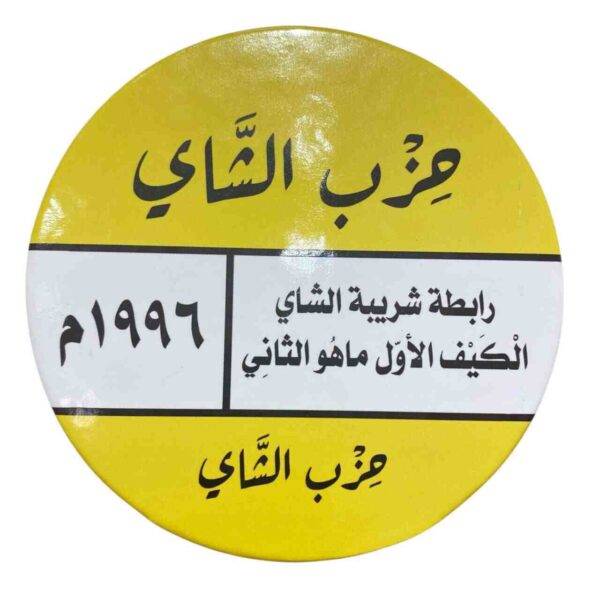 حِزْب الشَّاي
رابطة شريبة الشاي
الْكَيْف الأوّل ماهُو الثانِي
١٩٩٦م
حِزْب الشَّاي